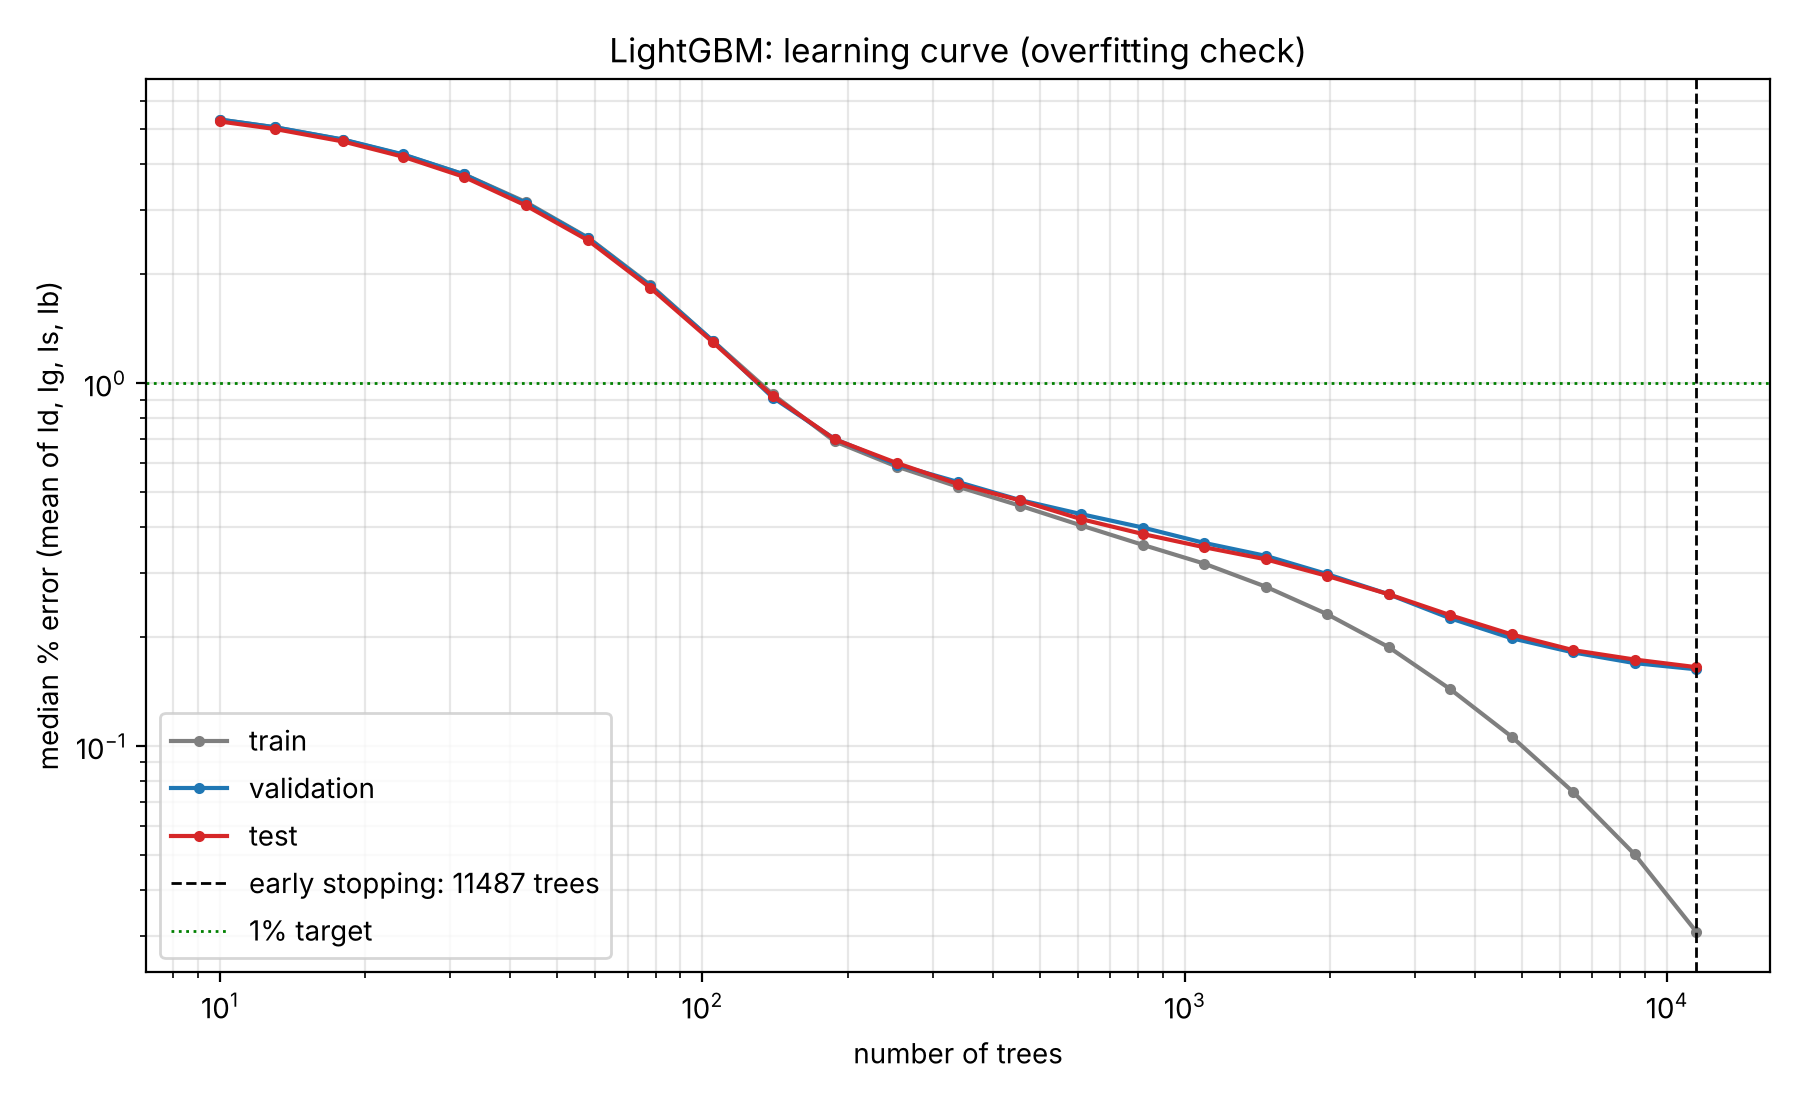 LightGBM: learning curve (overfitting check)
median % error (mean of Id, Ig, Is, Ib)
10⁰
10⁻¹
train
validation
test
early stopping: 11487 trees
1% target
10¹
10²
10³
10⁴
number of trees